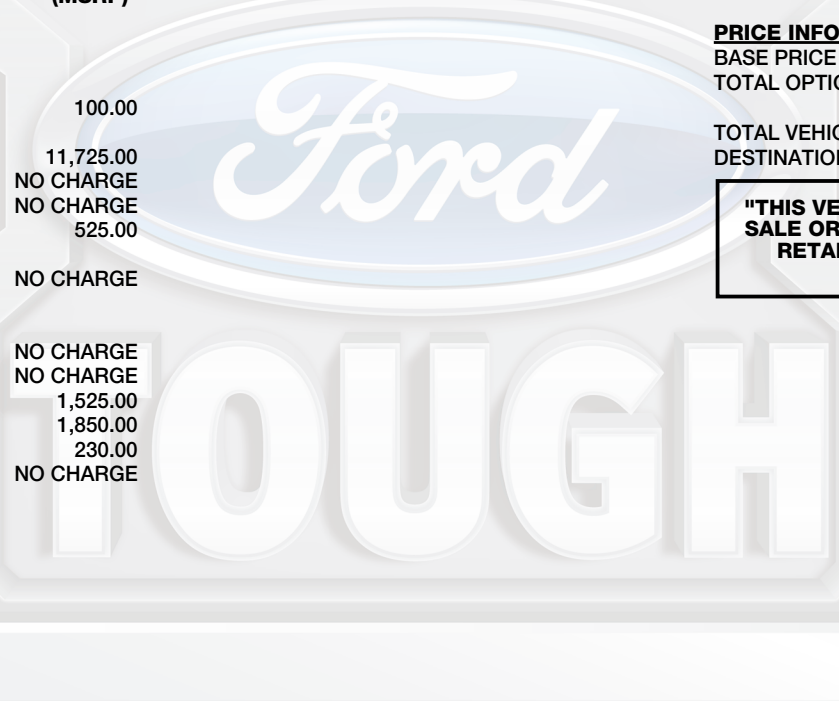 (MSRP)
100.00
11,725.00
NO CHARGE
NO CHARGE
525.00
NO CHARGE
NO CHARGE
NO CHARGE
1,525.00
1,850.00
230.00
NO CHARGE
PRICE INFO
BASE PRICE
TOTAL OPTIO
TOTAL VEHIC
DESTINATION
"THIS VE
SALE OR
RETAI
Ford
TOUGH